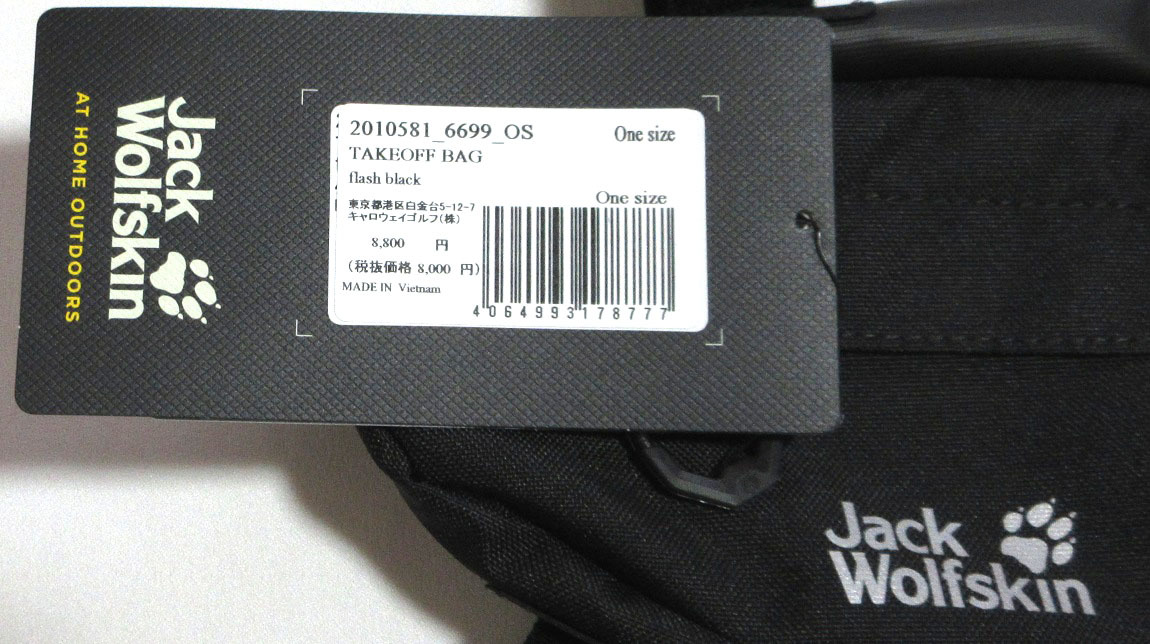 Jack
Wolfskin
AT HOME OUTDOORS
2010581_6699_OS
One size
TAKEOFF BAG
flash black
One size
東京都港区白金台5-12-7
キャロウェイゴルフ(株)
8,800 円
(税抜価格 8,000 円)
MADE IN Vietnam
4064993178777
Jack
Wolfskin